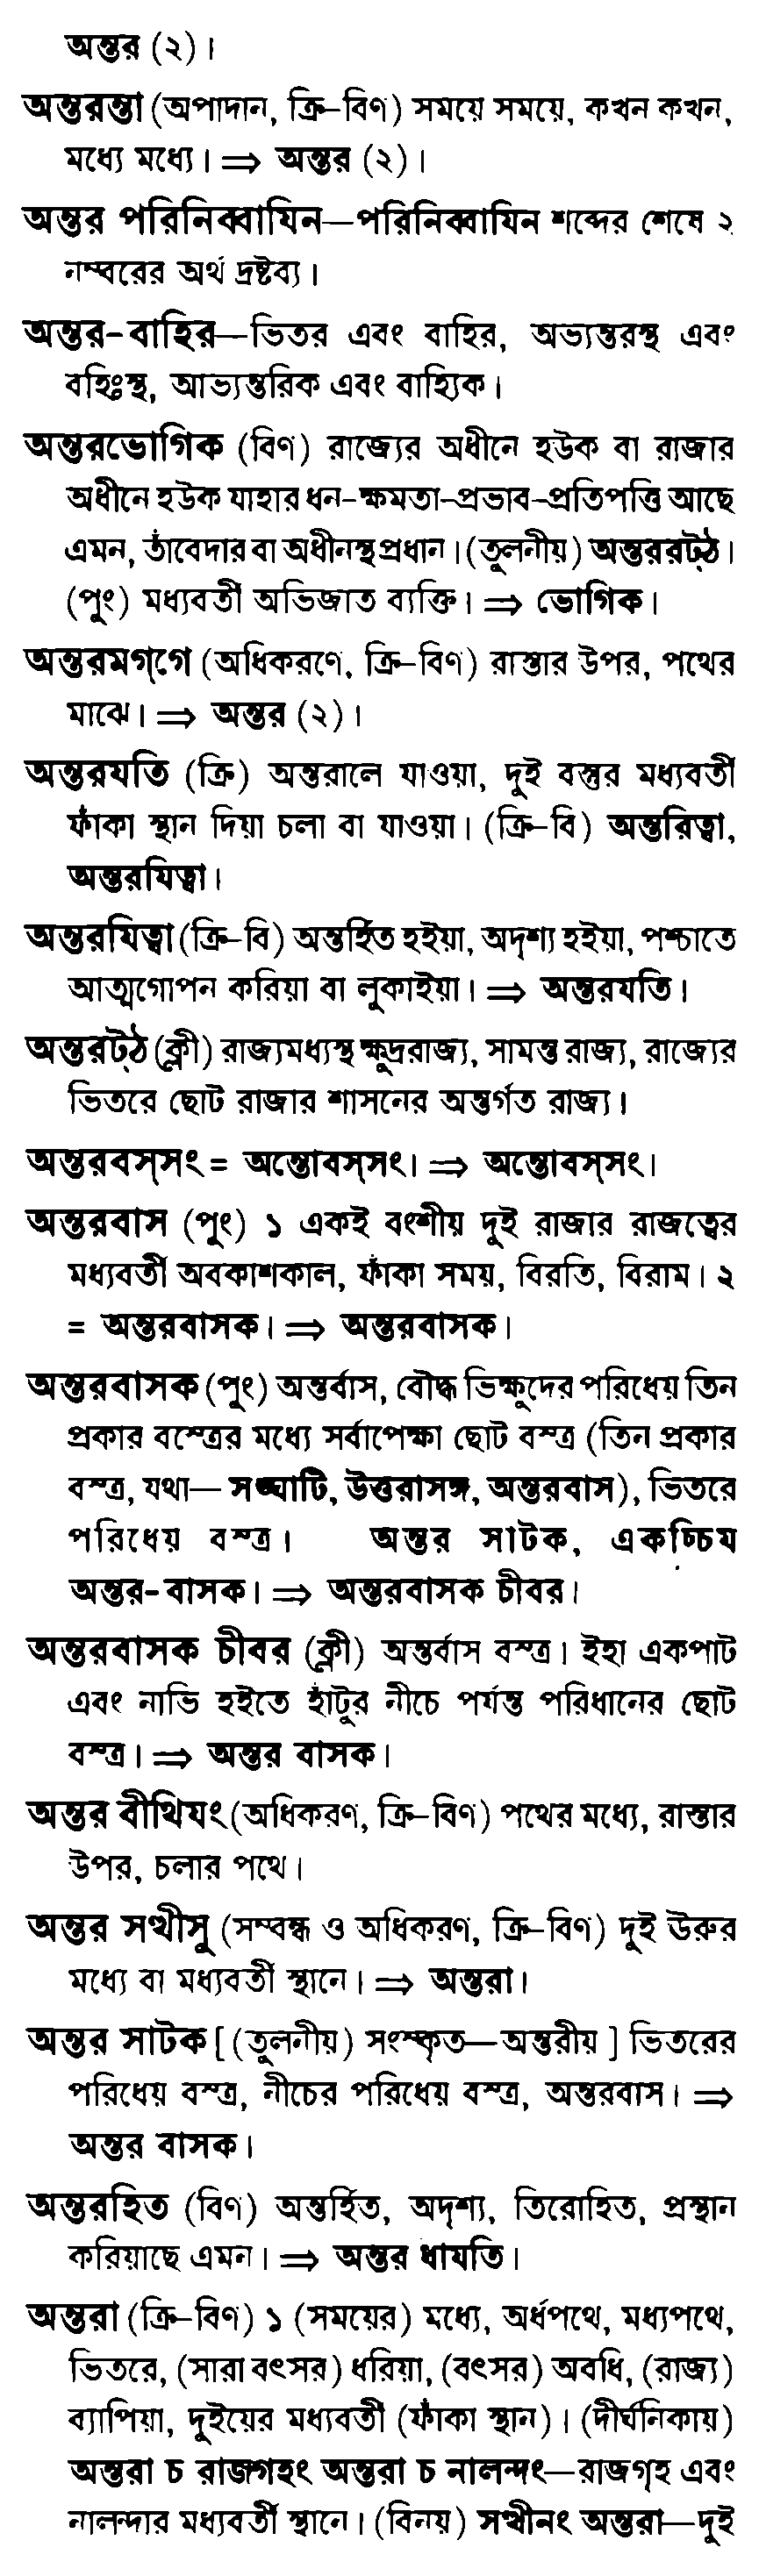 অন্তর (২)।
অন্তরন্তা (অপাদান, ক্রি-বিণ) সময়ে সময়ে, কখন কখন,
মধ্যে মধ্যে। ⇒ অন্তর (২)।
অন্তর পরিনিব্বাযিন—পরিনিব্বাযিন শব্দের শেষে ২
নম্বরের অর্থ দ্রষ্টব্য।
অন্তর-বাহির—ভিতর এবং বাহির, অভ্যন্তরস্থ এবং
বহিঃস্থ, আভ্যন্তরিক এবং বাহ্যিক।
অন্তরভোগিক (বিণ) রাজ্যের অধীনে হউক বা রাজার
অধীনে হউক যাহার ধন-ক্ষমতা-প্রভাব-প্রতিপত্তি আছে
এমন, তাঁবেদার বা অধীনস্থ প্রধান। (তুলনীয়) অন্তররট্‌ঠ।
(পুং) মধ্যবর্তী অভিজাত ব্যক্তি। ⇒ ভোগিক।
অন্তরমগ্‌গে (অধিকরণে, ক্রি-বিণ) রাস্তার উপর, পথের
মাঝে। ⇒ অন্তর (২)।
অন্তরযতি (ক্রি) অন্তরালে যাওয়া, দুই বস্তুর মধ্যবর্তী
ফাঁকা স্থান দিয়া চলা বা যাওয়া। (ক্রি-বি) অন্তরিত্বা,
অন্তরযিত্বা।
অন্তরযিত্বা (ক্রি-বি) অন্তর্হিত হইয়া, অদৃশ্য হইয়া, পশ্চাতে
আত্মগোপন করিয়া বা লুকাইয়া। ⇒ অন্তরযতি।
অন্তরট্‌ঠ (ক্লী) রাজ্যমধ্যস্থ ক্ষুদ্ররাজ্য, সামন্ত রাজ্য, রাজ্যের
ভিতরে ছোট রাজার শাসনের অন্তর্গত রাজ্য।
অন্তরবস্‌সং = অন্তোবস্‌সং। ⇒ অন্তোবস্‌সং।
অন্তরবাস (পুং) ১ একই বংশীয় দুই রাজার রাজত্বের
মধ্যবর্তী অবকাশকাল, ফাঁকা সময়, বিরতি, বিরাম। ২
= অন্তরবাসক। ⇒ অন্তরবাসক।
অন্তরবাসক (পুং) অন্তর্বাস, বৌদ্ধ ভিক্ষুদের পরিধেয় তিন
প্রকার বস্ত্রের মধ্যে সর্বাপেক্ষা ছোট বস্ত্র (তিন প্রকার
বস্ত্র, যথা— সঙ্ঘাটি, উত্তরাসঙ্গ, অন্তরবাস), ভিতরে
পরিধেয় বস্ত্র। অন্তর সাটক, একচ্চিম
অন্তর-বাসক। ⇒ অন্তরবাসক চীবর।
অন্তরবাসক চীবর (ক্লী) অন্তর্বাস বস্ত্র। ইহা একপাট
এবং নাভি হইতে হাঁটুর নীচে পর্যন্ত পরিধানের ছোট
বস্ত্র। ⇒ অন্তর বাসক।
অন্তর বীথিযং (অধিকরণ, ক্রি-বিণ) পথের মধ্যে, রাস্তার
উপর, চলার পথে।
অন্তর সত্থীসু (সম্বন্ধ ও অধিকরণ, ক্রি-বিণ) দুই ঊরুর
মধ্যে বা মধ্যবর্তী স্থানে। ⇒ অন্তরা।
অন্তর সাটক [ (তুলনীয়) সংস্কৃত—অন্তরীয় ] ভিতরের
পরিধেয় বস্ত্র, নীচের পরিধেয় বস্ত্র, অন্তরবাস। ⇒
অন্তর বাসক।
অন্তরহিত (বিণ) অন্তর্হিত, অদৃশ্য, তিরোহিত, প্রস্থান
করিয়াছে এমন। ⇒ অন্তর ধাযতি।
অন্তরা (ক্রি-বিণ) ১ (সময়ের) মধ্যে, অর্ধপথে, মধ্যপথে,
ভিতরে, (সারা বৎসর) ধরিয়া, (বৎসর) অবধি, (রাজ্য)
ব্যাপিয়া, দুইয়ের মধ্যবর্তী (ফাঁকা স্থান)। (দীর্ঘনিকায়)
অন্তরা চ রাজগহং অন্তরা চ নালন্দং—রাজগৃহ এবং
নালন্দার মধ্যবর্তী স্থানে। (বিনয়) সত্থীনং অন্তরা—দুই